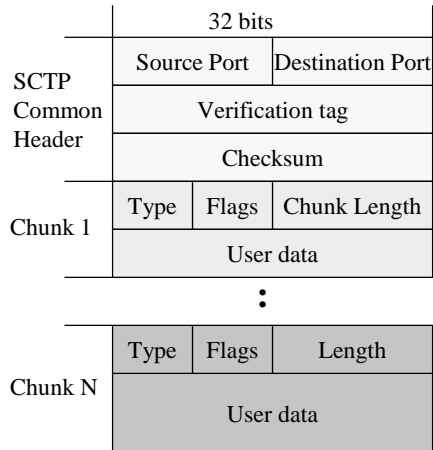 32 bits
SCTP
Common
Header
Source Port
Destination Port
Verification tag
Checksum
Chunk 1
Type
Flags
Chunk Length
User data
:
Chunk N
Type
Flags
Length
User data